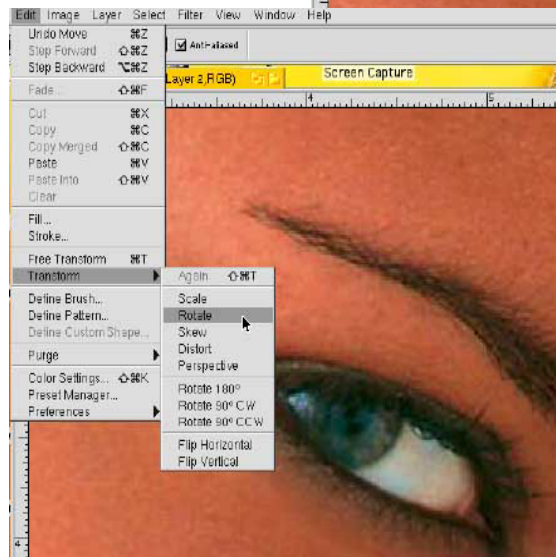 Edit Image Layer Select Filter View Window Help
Undo Move ⌘Z
Step Forward ⇧⌘Z
Step Backward ⌥⌘Z
Fade... ⇧⌘F
Cut ⌘X
Copy ⌘C
Copy Merged ⇧⌘C
Paste ⌘V
Paste Into ⇧⌘V
Clear
Fill...
Stroke...
Free Transform ⌘T
Transform
Define Brush...
Define Pattern...
Define Custom Shape...
Purge
Color Settings... ⇧⌘K
Preset Manager...
Preferences
Anti-aliased
Layer 2,RGB)
Screen Capture
4 5
Again ⇧⌘T
Scale
Rotate
Skew
Distort
Perspective
Rotate 180°
Rotate 90° CW
Rotate 90° CCW
Flip Horizontal
Flip Vertical
4